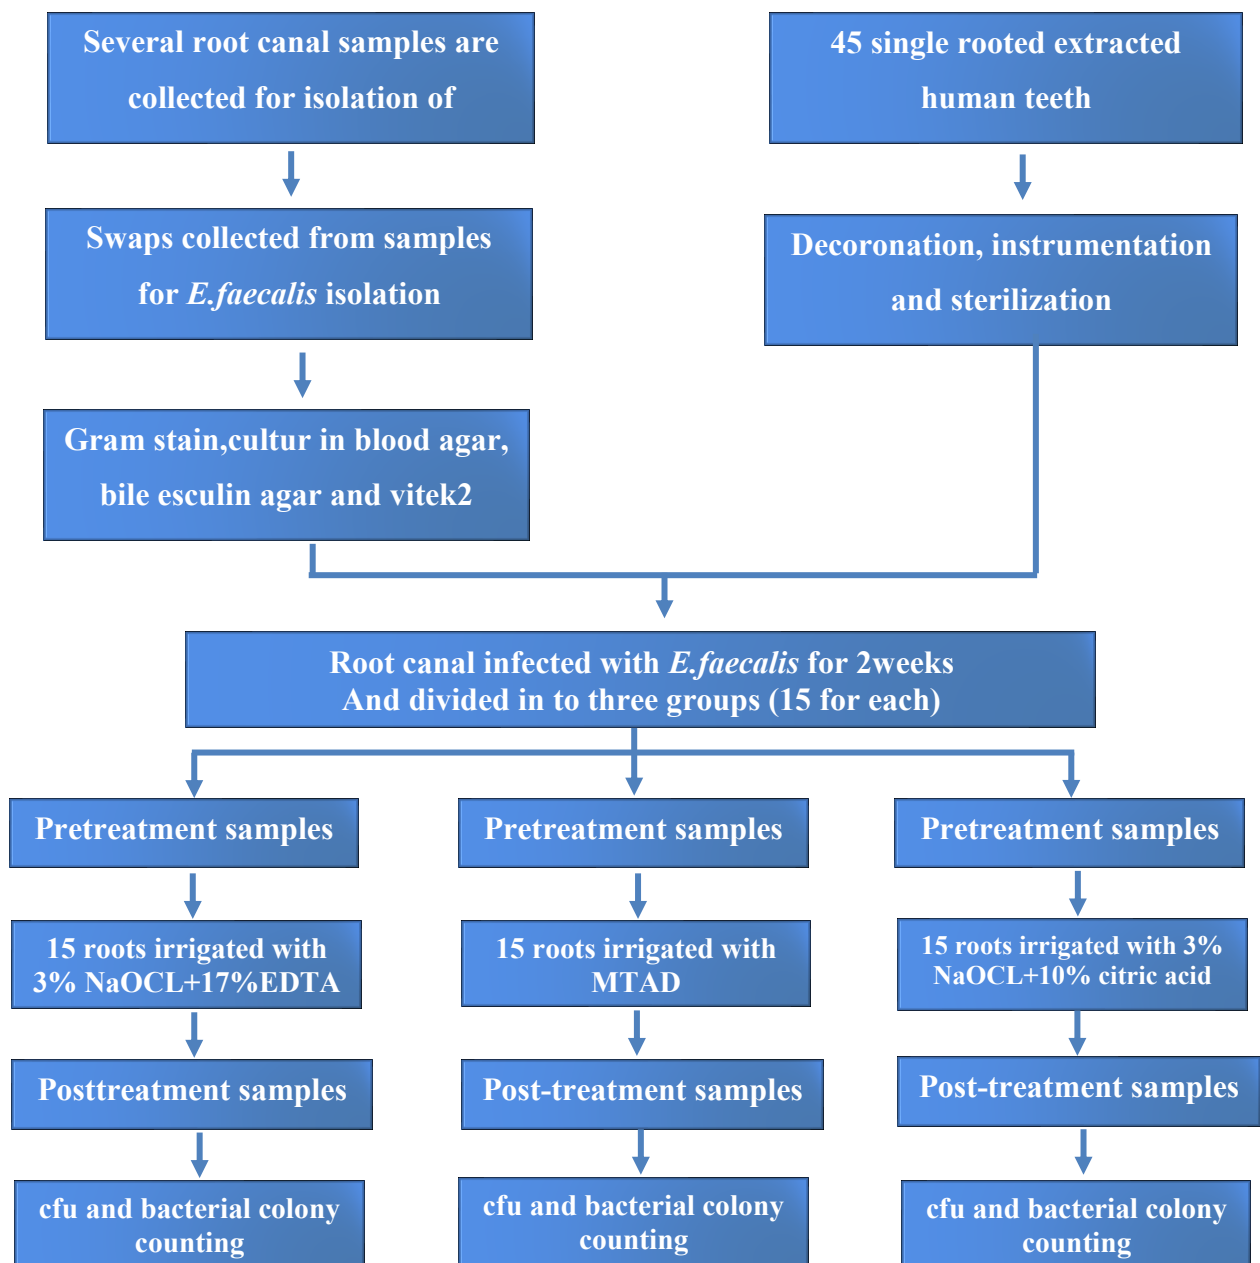 Several root canal samples are
collected for isolation of
45 single rooted extracted
human teeth
Swaps collected from samples
for E.faecalis isolation
Decoronation, instrumentation
and sterilization
Gram stain,cultur in blood agar,
bile esculin agar and vitek2
Root canal infected with E.faecalis for 2weeks
And divided in to three groups (15 for each)
Pretreatment samples
Pretreatment samples
Pretreatment samples
15 roots irrigated with
3% NaOCL+17%EDTA
15 roots irrigated with
MTAD
15 roots irrigated with 3%
NaOCL+10% citric acid
Posttreatment samples
Post-treatment samples
Post-treatment samples
cfu and bacterial colony
counting
cfu and bacterial colony
counting
cfu and bacterial colony
counting